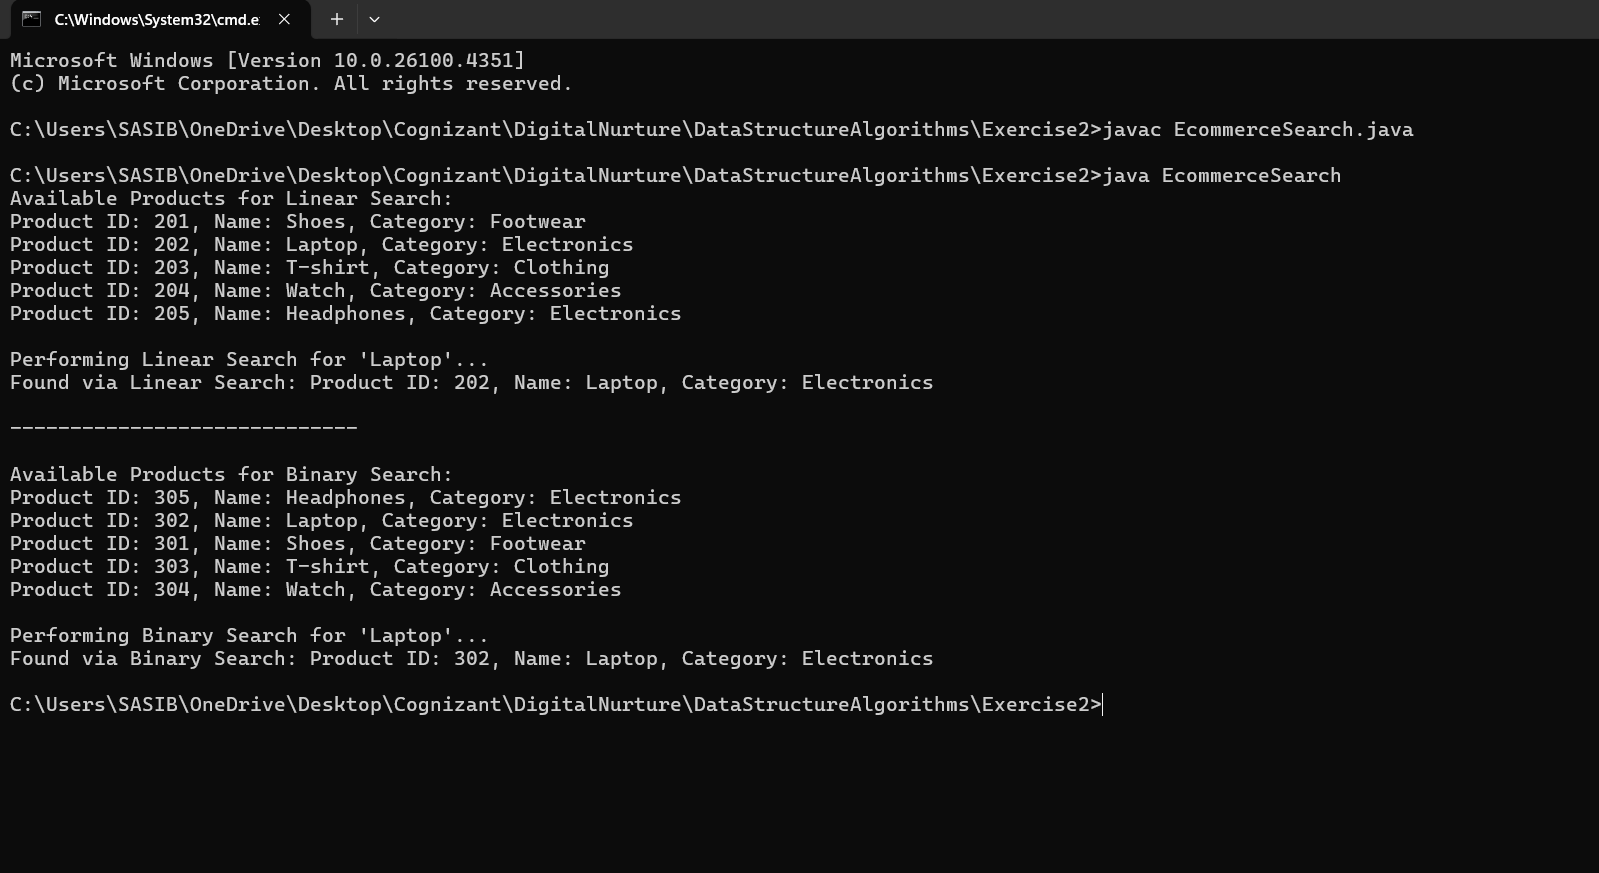 C:\Windows\System32\cmd.e
Microsoft Windows [Version 10.0.26100.4351]
(c) Microsoft Corporation. All rights reserved.
C:\Users\SASIB\OneDrive\Desktop\Cognizant\DigitalNurture\DataStructureAlgorithms\Exercise2>javac EcommerceSearch.java
C:\Users\SASIB\OneDrive\Desktop\Cognizant\DigitalNurture\DataStructureAlgorithms\Exercise2>java EcommerceSearch
Available Products for Linear Search:
Product ID: 201, Name: Shoes, Category: Footwear
Product ID: 202, Name: Laptop, Category: Electronics
Product ID: 203, Name: T-shirt, Category: Clothing
Product ID: 204, Name: Watch, Category: Accessories
Product ID: 205, Name: Headphones, Category: Electronics
Performing Linear Search for 'Laptop'...
Found via Linear Search: Product ID: 202, Name: Laptop, Category: Electronics
-----------------------------
Available Products for Binary Search:
Product ID: 305, Name: Headphones, Category: Electronics
Product ID: 302, Name: Laptop, Category: Electronics
Product ID: 301, Name: Shoes, Category: Footwear
Product ID: 303, Name: T-shirt, Category: Clothing
Product ID: 304, Name: Watch, Category: Accessories
Performing Binary Search for 'Laptop'...
Found via Binary Search: Product ID: 302, Name: Laptop, Category: Electronics
C:\Users\SASIB\OneDrive\Desktop\Cognizant\DigitalNurture\DataStructureAlgorithms\Exercise2>